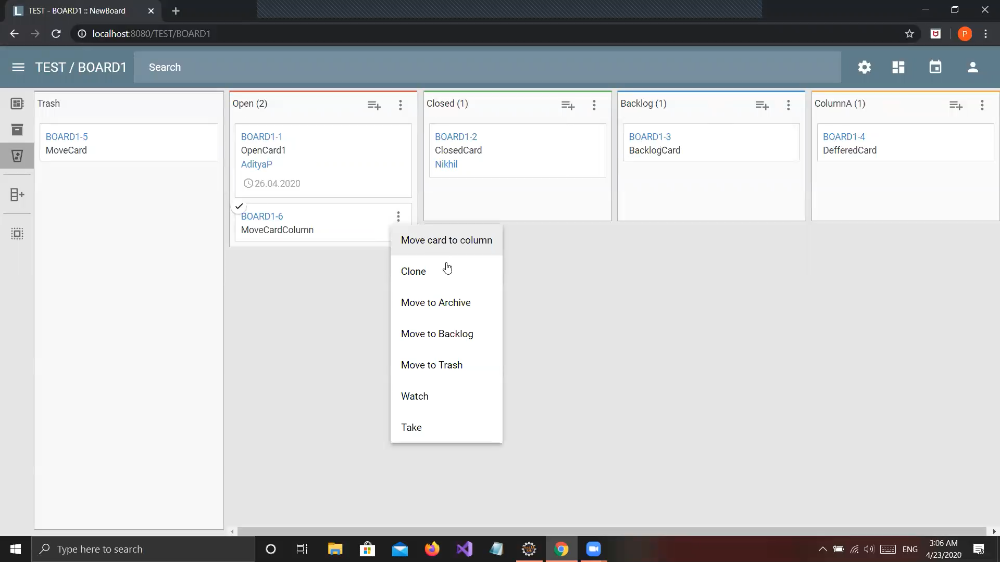 TEST - BOARD1 :: NewBoard
localhost:8080/TEST/BOARD1
P
TEST / BOARD1
Search
Trash
BOARD1-5
MoveCard
Open (2)
BOARD1-1
OpenCard1
AdityaP
26.04.2020
BOARD1-6
MoveCardColumn
Closed (1)
BOARD1-2
ClosedCard
Nikhil
Backlog (1)
BOARD1-3
BacklogCard
ColumnA (1)
BOARD1-4
DefferedCard
Move card to column
Clone
Move to Archive
Move to Backlog
Move to Trash
Watch
Take
Type here to search
ENG
3:06 AM
4/23/2020